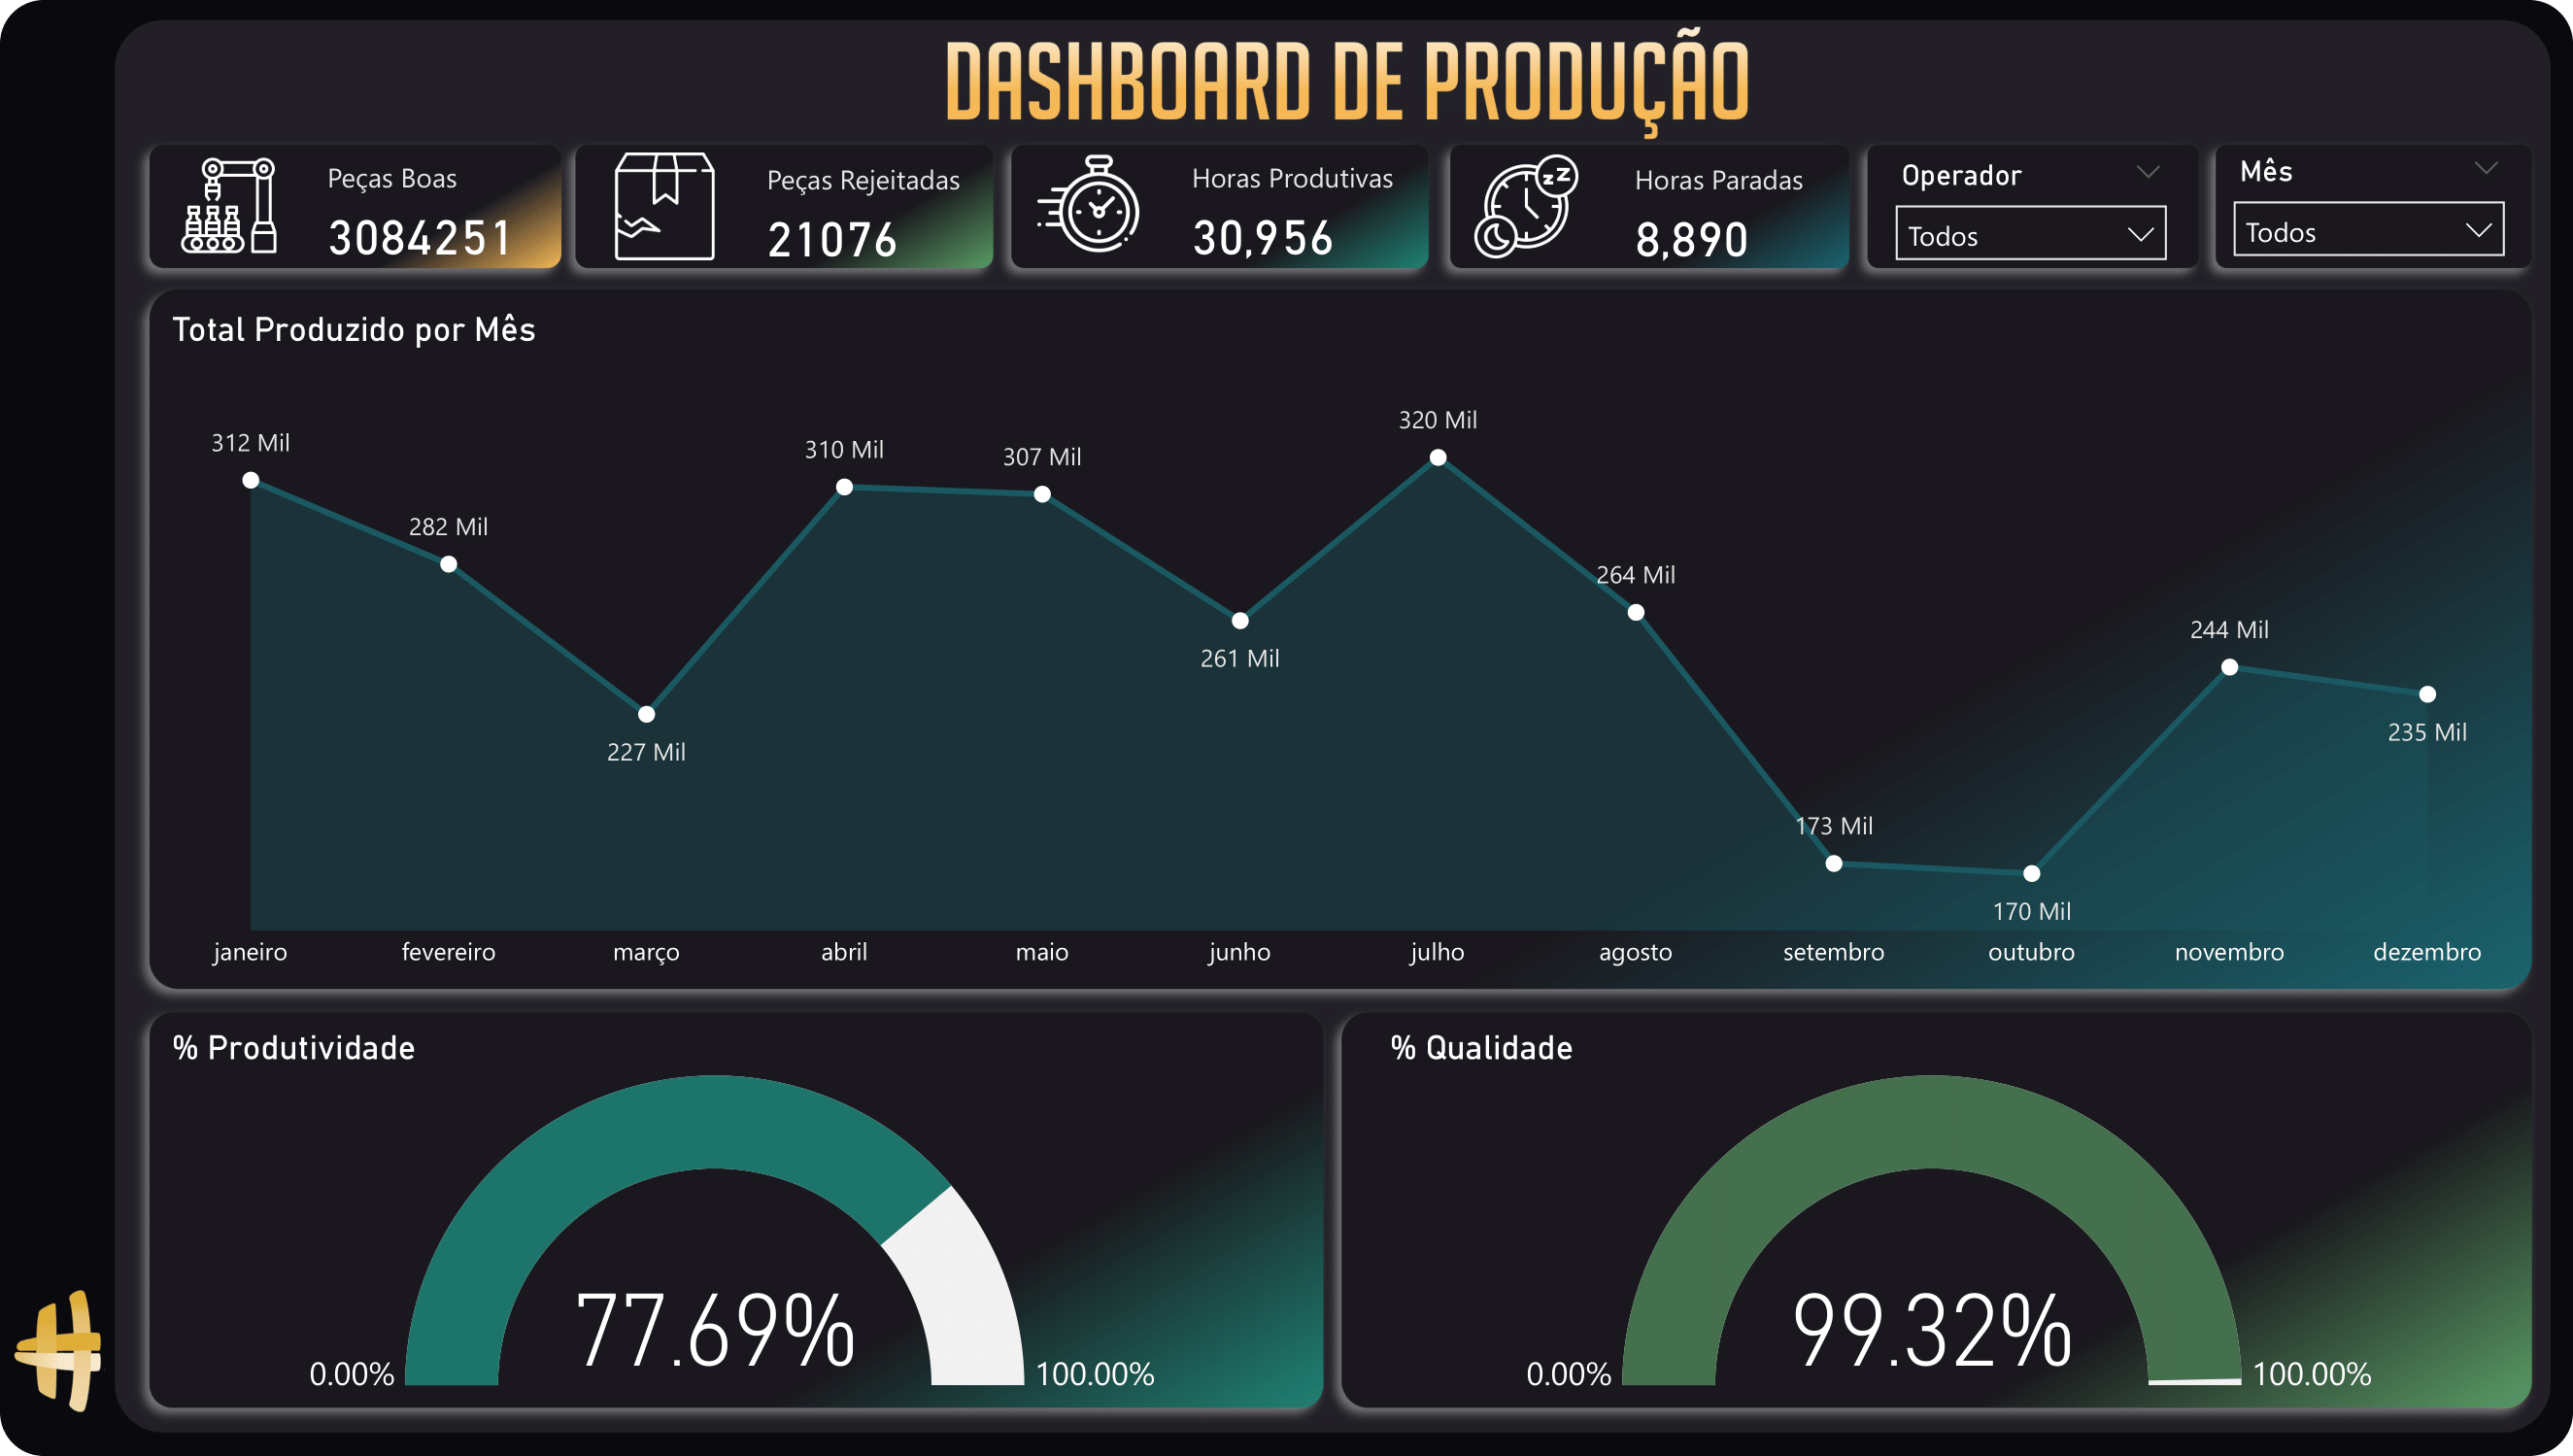 DASHBOARD DE PRODUÇÃO
Peças Boas
3084251
Peças Rejeitadas
21076
Horas Produtivas
30,956
zz
Horas Paradas
8,890
Operador
Todos
Mês
Todos
Total Produzido por Mês
312 Mil
282 Mil
227 Mil
310 Mil
307 Mil
261 Mil
320 Mil
264 Mil
173 Mil
170 Mil
244 Mil
235 Mil
janeiro fevereiro março abril maio junho julho agosto setembro outubro novembro dezembro
% Produtividade
77.69%
0.00% 100.00%
% Qualidade
99.32%
0.00% 100.00%